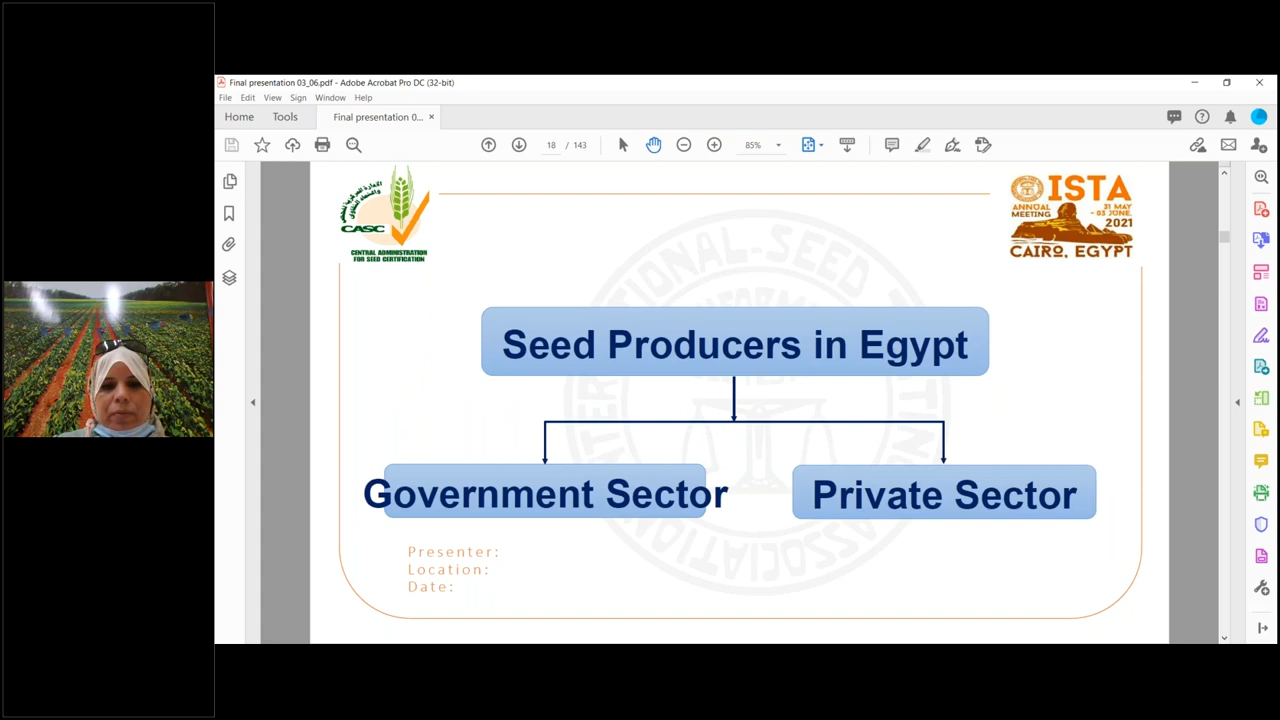 Final presentation 03_06.pdf - Adobe Acrobat Pro DC (32-bit)
File Edit View Sign Window Help
Home Tools Final presentation 0... ×
18 / 143 85%
CASC
CENTRAL ADMINISTRATION
FOR SEED CERTIFICATION
ISTA
ANNUAL
MEETING
31 MAY
- 03 JUNE,
2021
CAIRO, EGYPT
Seed Producers in Egypt
Government Sector
Private Sector
Presenter:
Location:
Date: